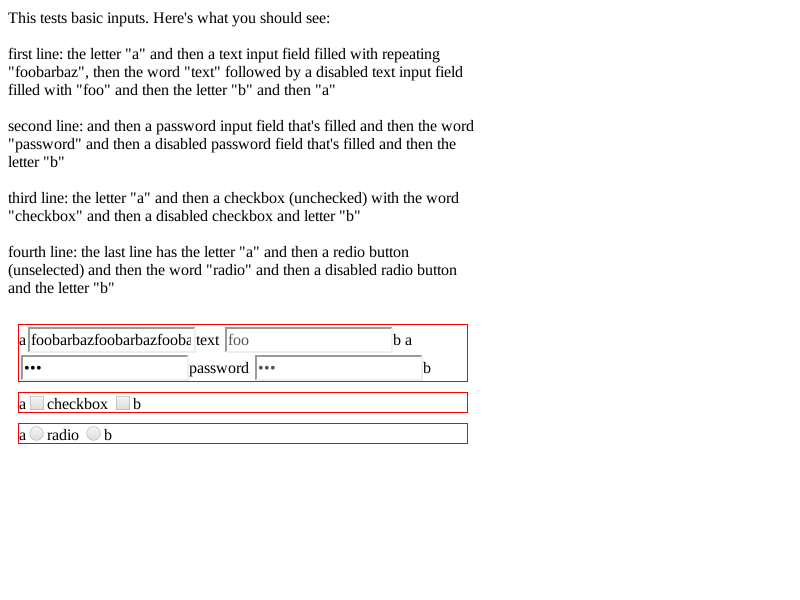 This tests basic inputs. Here's what you should see:
first line: the letter "a" and then a text input field filled with repeating
"foobarbaz", then the word "text" followed by a disabled text input field
filled with "foo" and then the letter "b" and then "a"
second line: and then a password input field that's filled and then the word
"password" and then a disabled password field that's filled and then the
letter "b"
third line: the letter "a" and then a checkbox (unchecked) with the word
"checkbox" and then a disabled checkbox and letter "b"
fourth line: the last line has the letter "a" and then a redio button
(unselected) and then the word "radio" and then a disabled radio button
and the letter "b"
a foobarbazfoobarbazfooba text foo b a
••• password ••• b
a checkbox b
a radio b